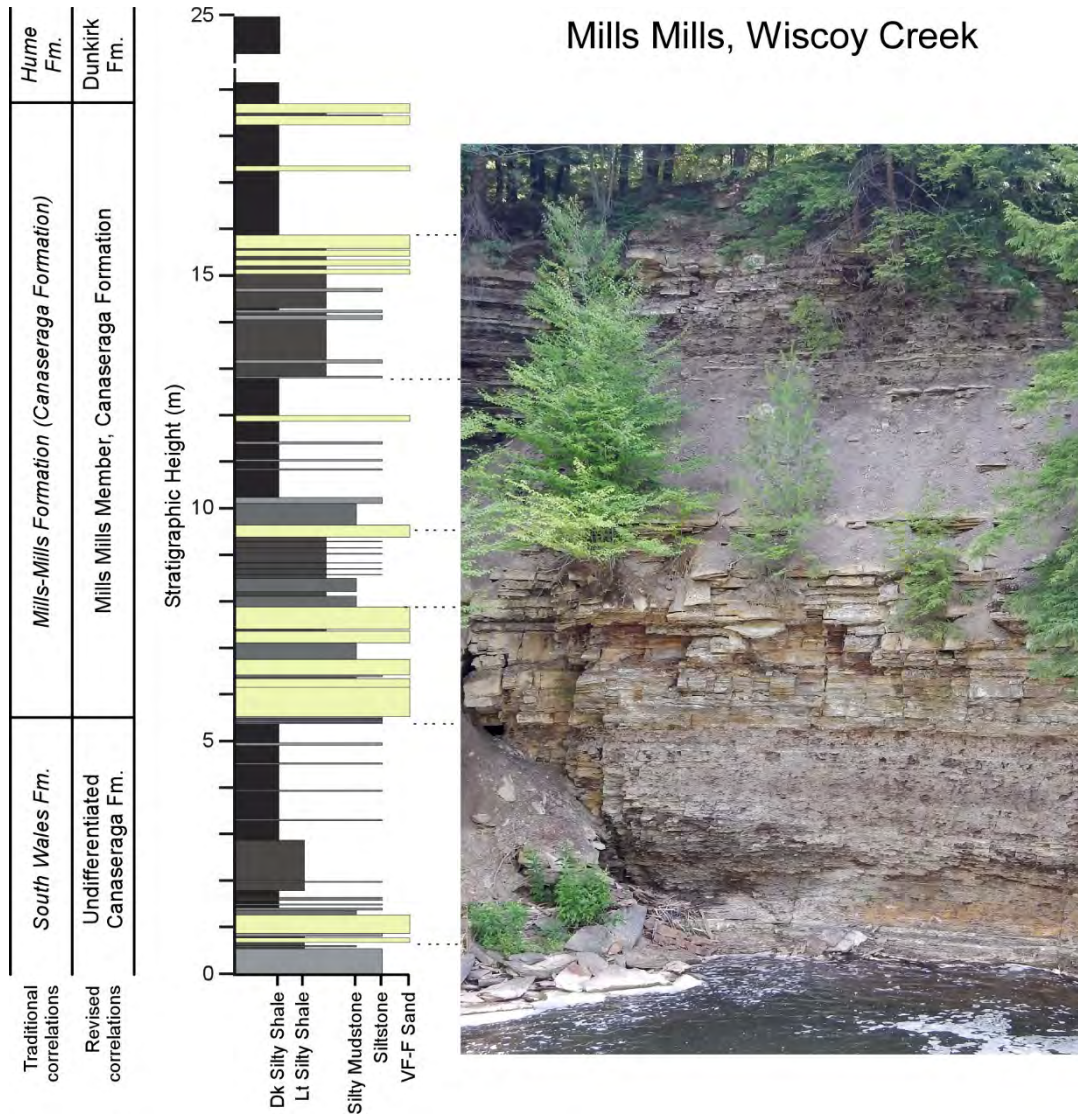 Mills Mills, Wiscoy Creek
Hume
Fm.
Dunkirk
Fm.
Mills-Mills Formation (Canaseraga Formation)
Mills Mills Member, Canaseraga Formation
South Wales Fm.
Undifferentiated
Canaseraga Fm.
Traditional
correlations
Revised
correlations
Stratigraphic Height (m)
25
15
10
5
0
Dk Silty Shale
Lt Silty Shale
Silty Mudstone
Siltstone
VF-F Sand